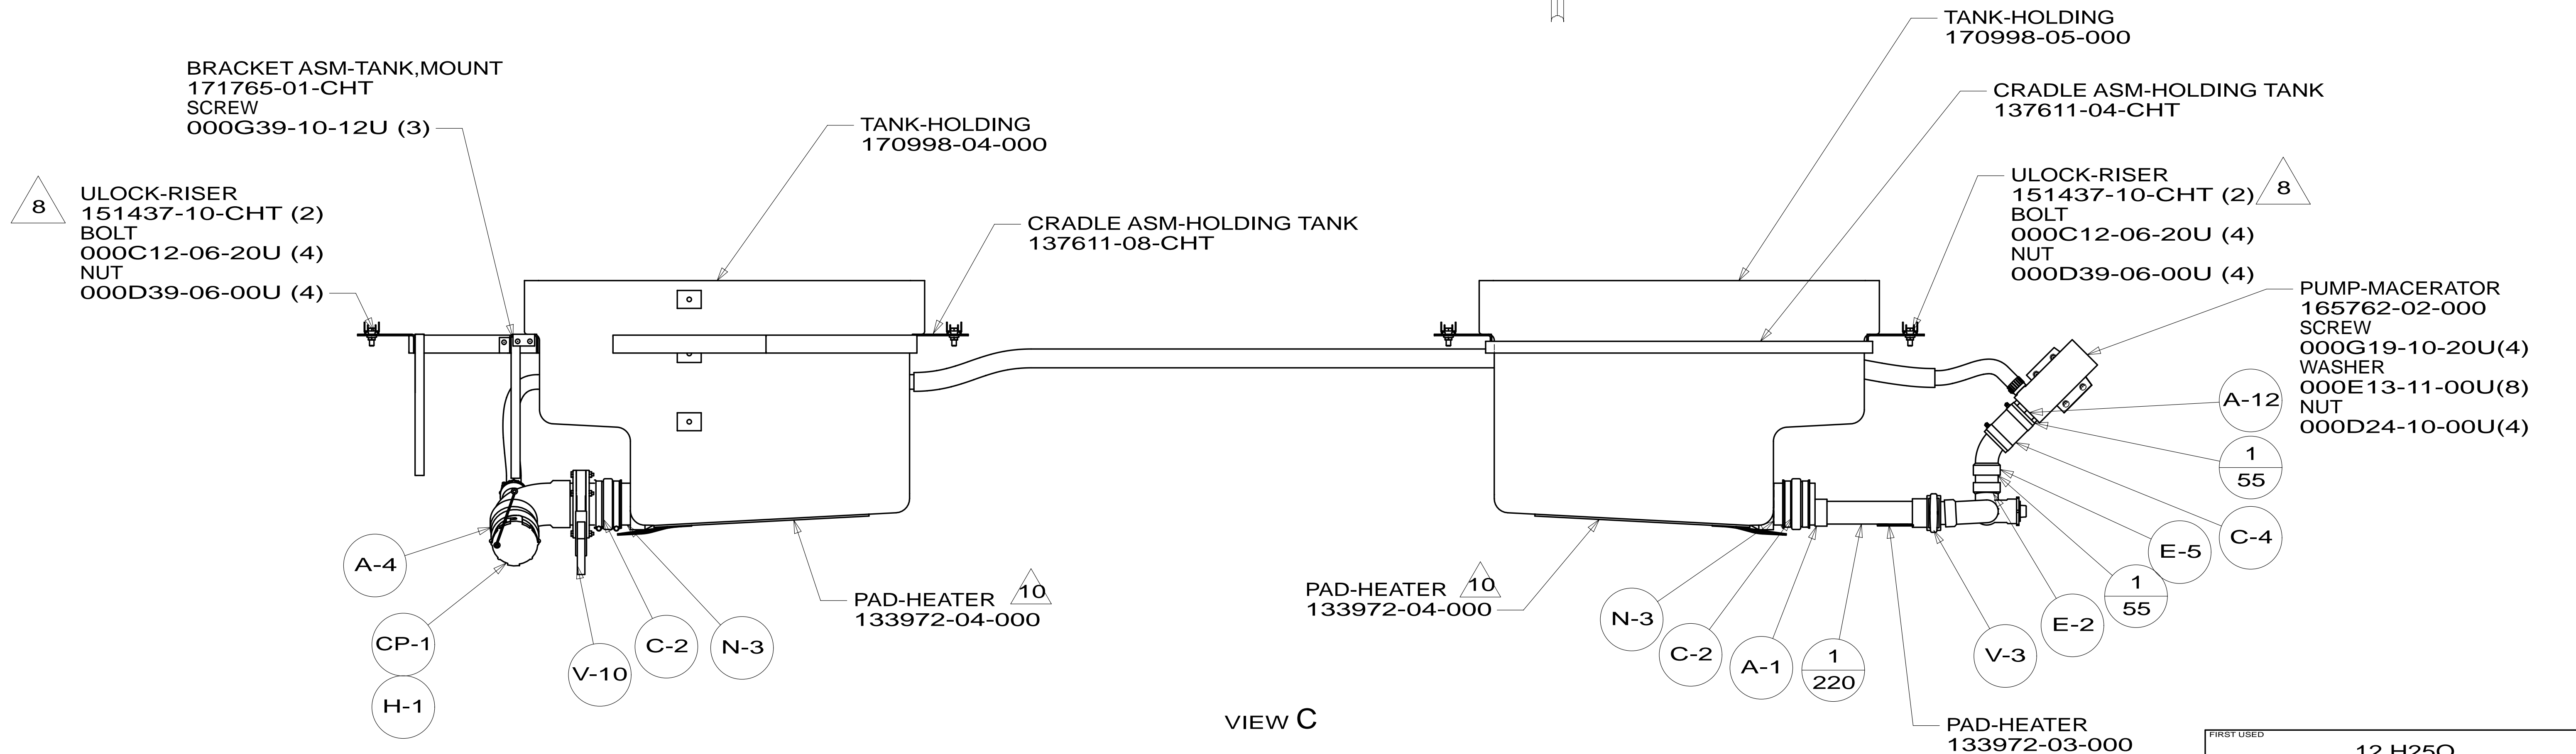 TANK-HOLDING
170998-05-000
BRACKET ASM-TANK,MOUNT
171765-01-CHT
SCREW
000G39-10-12U (3)
CRADLE ASM-HOLDING TANK
137611-04-CHT
TANK-HOLDING
170998-04-000
8
ULOCK-RISER
151437-10-CHT (2)
BOLT
000C12-06-20U (4)
NUT
000D39-06-00U (4)
ULOCK-RISER
151437-10-CHT (2)
8
BOLT
000C12-06-20U (4)
NUT
000D39-06-00U (4)
CRADLE ASM-HOLDING TANK
137611-08-CHT
PUMP-MACERATOR
165762-02-000
SCREW
000G19-10-20U(4)
WASHER
000E13-11-00U(8)
NUT
000D24-10-00U(4)
A-12
1
55
C-4
E-5
1
55
E-2
A-4
PAD-HEATER
10
133972-04-000
PAD-HEATER
10
133972-04-000
CP-1
H-1
V-10
C-2
N-3
N-3
C-2
A-1
1
220
V-3
VIEW C
PAD-HEATER
133972-03-000
FIRST USED